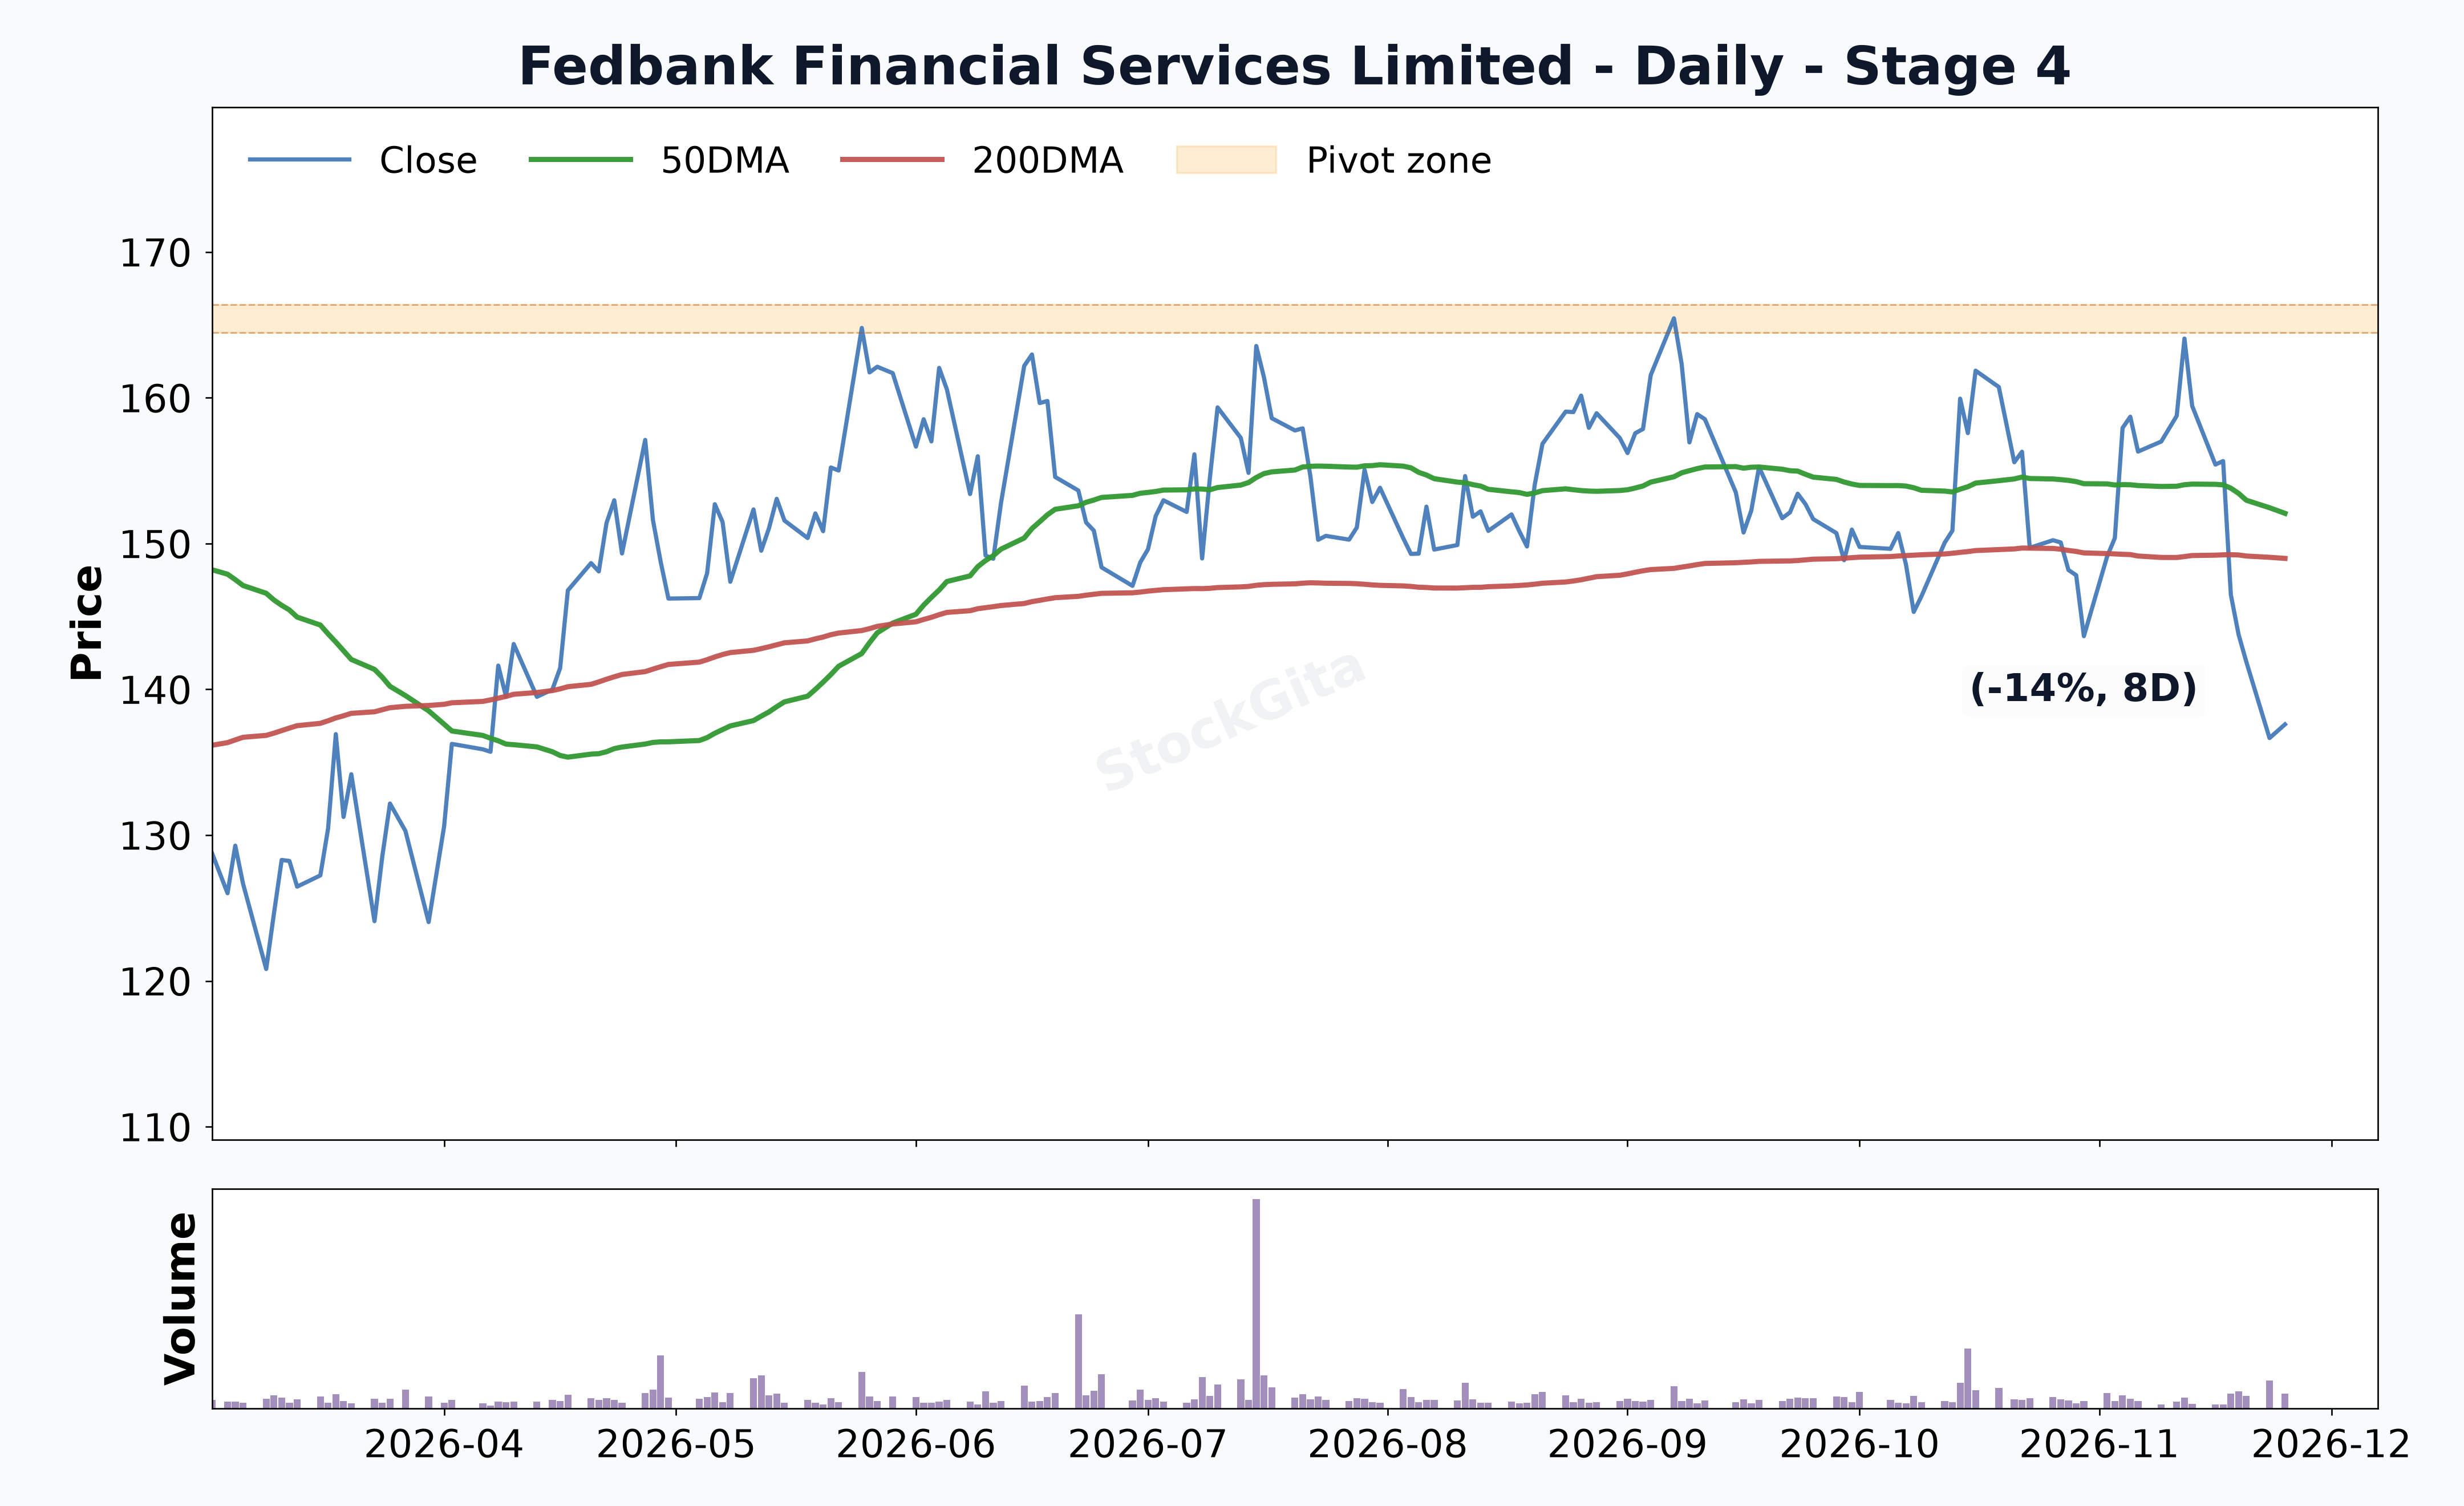 Fedbank Financial Services Limited - Daily - Stage 4
Close 50DMA 200DMA Pivot zone
170
160
150
140
130
120
110
Price
(-14%, 8D)
StockGita
Volume
2026-04 2026-05 2026-06 2026-07 2026-08 2026-09 2026-10 2026-11 2026-12